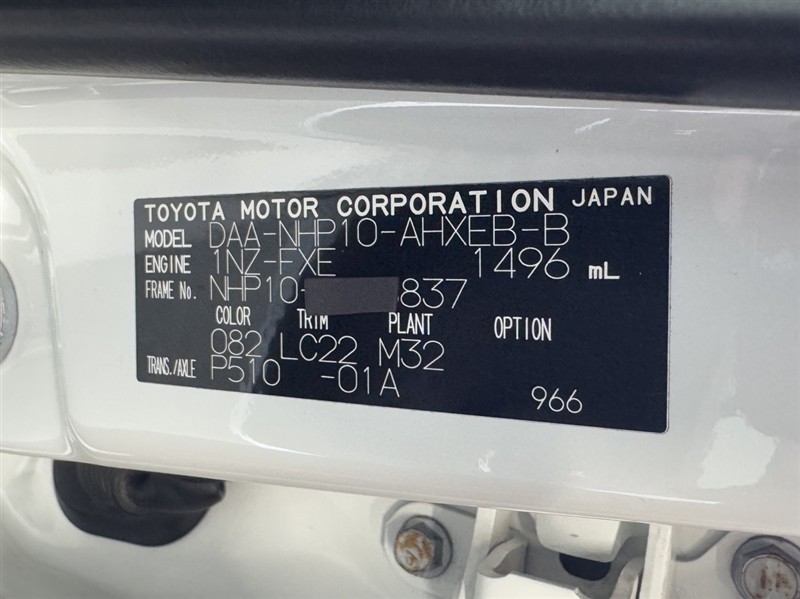 TOYOTA MOTOR CORPORATION JAPAN
MODEL DAA-NHP10-AHXEB-B
ENGINE 1NZ-FXE 1496 mL
FRAME No. NHP10- 837
COLOR TRIM PLANT OPTION
082 LC22 M32
TRANS./AXLE P510 -01A
966